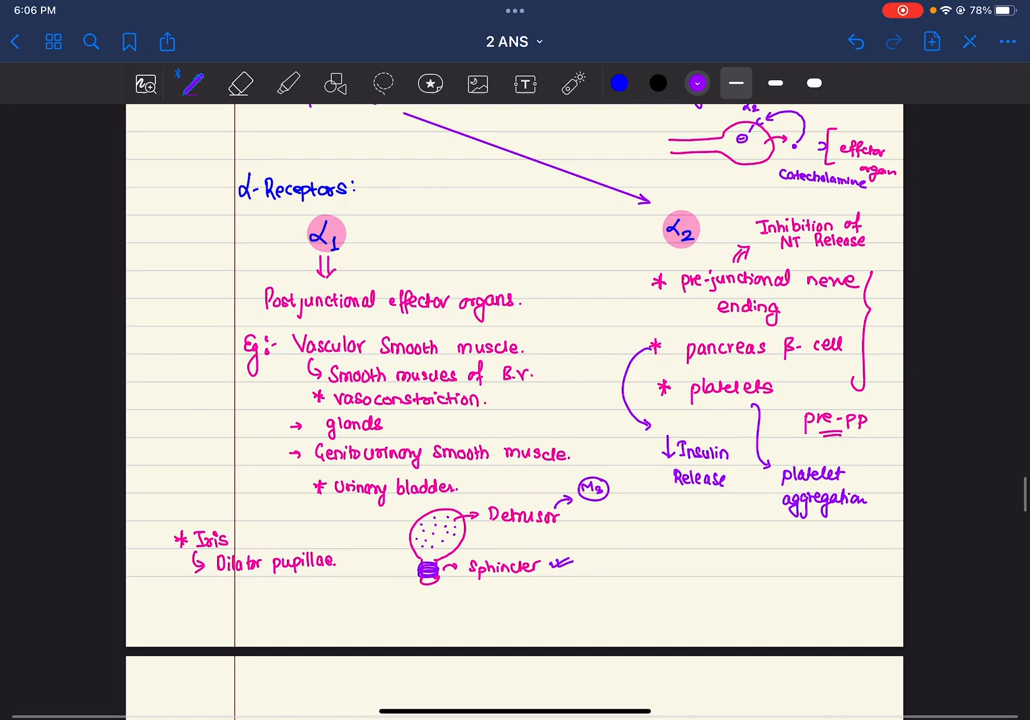 6:06 PM
78%
2 ANS
α2
effector
organ
Catecholamine
α-Receptors:
α1
Postjunctional effector organs.
Eg:- Vascular Smooth muscle.
Smooth muscles of B.V.
* vasoconstriction.
→ glands
→ Genitourinary smooth muscle.
* Urinary bladder.
Detrusor
M3
Sphincter
* Iris
Dilator pupillae.
α2
Inhibition of
NT Release
* pre-junctional nerve
ending
* pancreas β-cell
* platelets
pre-PP
↓ Insulin
Release
platelet
aggregation